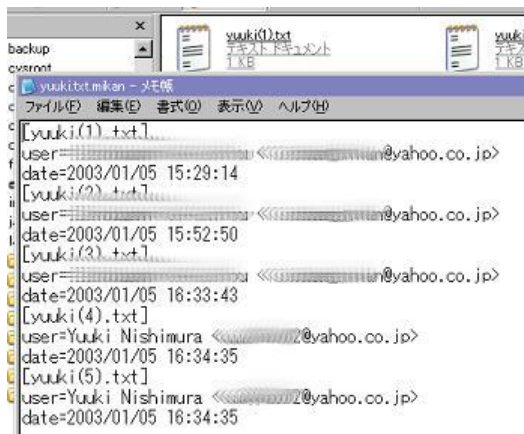 backup
cvsroot
yuuki(1).txt
テキスト ドキュメント
1 KB
yuuki.txt.mikan - メモ帳
ファイル(F) 編集(E) 書式(O) 表示(V) ヘルプ(H)
[yuuki(1).txt]
user= @yahoo.co.jp>
date=2003/01/05 15:29:14
[yuuki(2).txt]
user= @yahoo.co.jp>
date=2003/01/05 15:52:50
[yuuki(3).txt]
user= @yahoo.co.jp>
date=2003/01/05 16:33:43
[yuuki(4).txt]
user=Yuuki Nishimura < @yahoo.co.jp>
date=2003/01/05 16:34:35
[yuuki(5).txt]
user=Yuuki Nishimura < @yahoo.co.jp>
date=2003/01/05 16:34:35